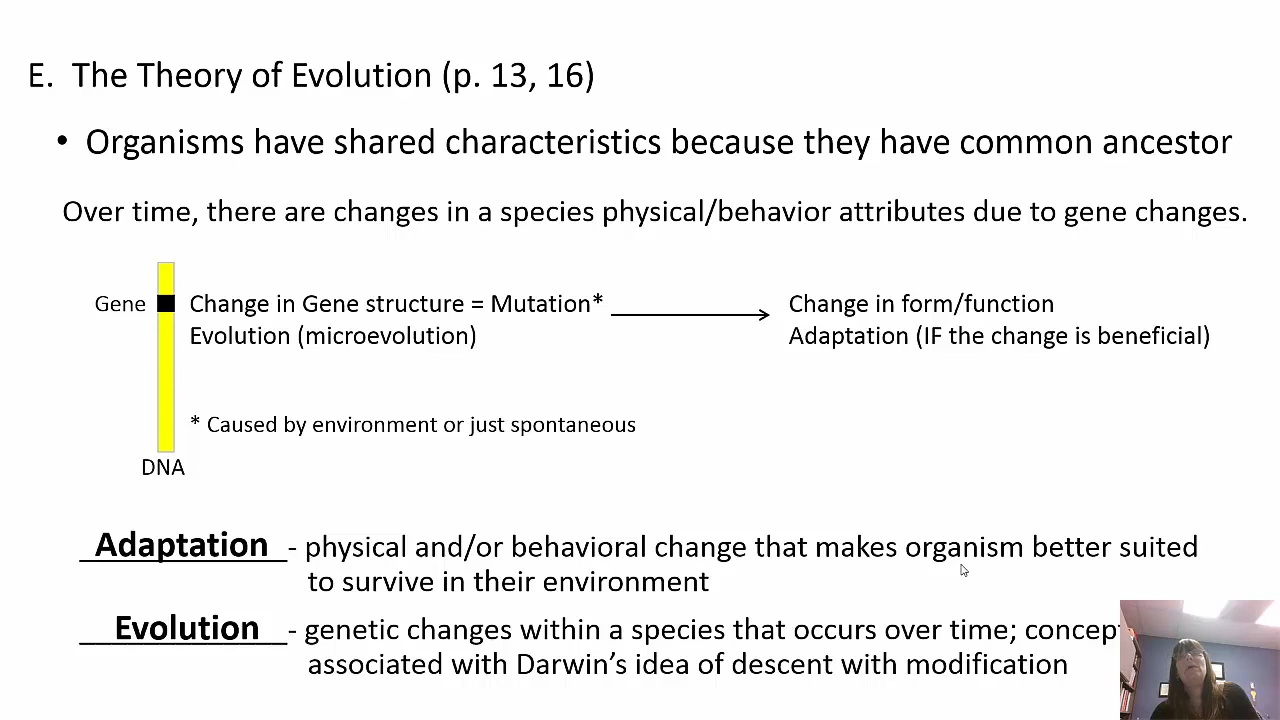 E. The Theory of Evolution (p. 13, 16)
• Organisms have shared characteristics because they have common ancestor
Over time, there are changes in a species physical/behavior attributes due to gene changes.
Gene
Change in Gene structure = Mutation*
Evolution (microevolution)
Change in form/function
Adaptation (IF the change is beneficial)
* Caused by environment or just spontaneous
DNA
Adaptation - physical and/or behavioral change that makes organism better suited
to survive in their environment
Evolution - genetic changes within a species that occurs over time; concept
associated with Darwin's idea of descent with modification